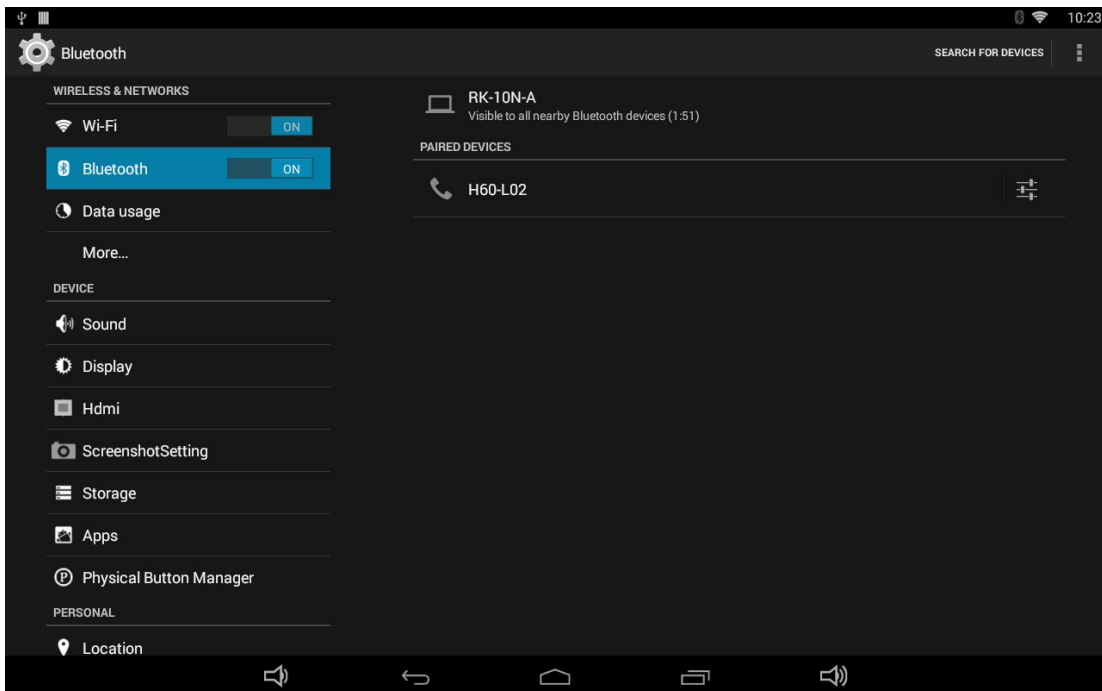 10:23
Bluetooth
SEARCH FOR DEVICES
WIRELESS & NETWORKS
Wi-Fi
ON
Bluetooth
ON
Data usage
More...
DEVICE
Sound
Display
Hdmi
ScreenshotSetting
Storage
Apps
Physical Button Manager
PERSONAL
Location
RK-10N-A
Visible to all nearby Bluetooth devices (1:51)
PAIRED DEVICES
H60-L02